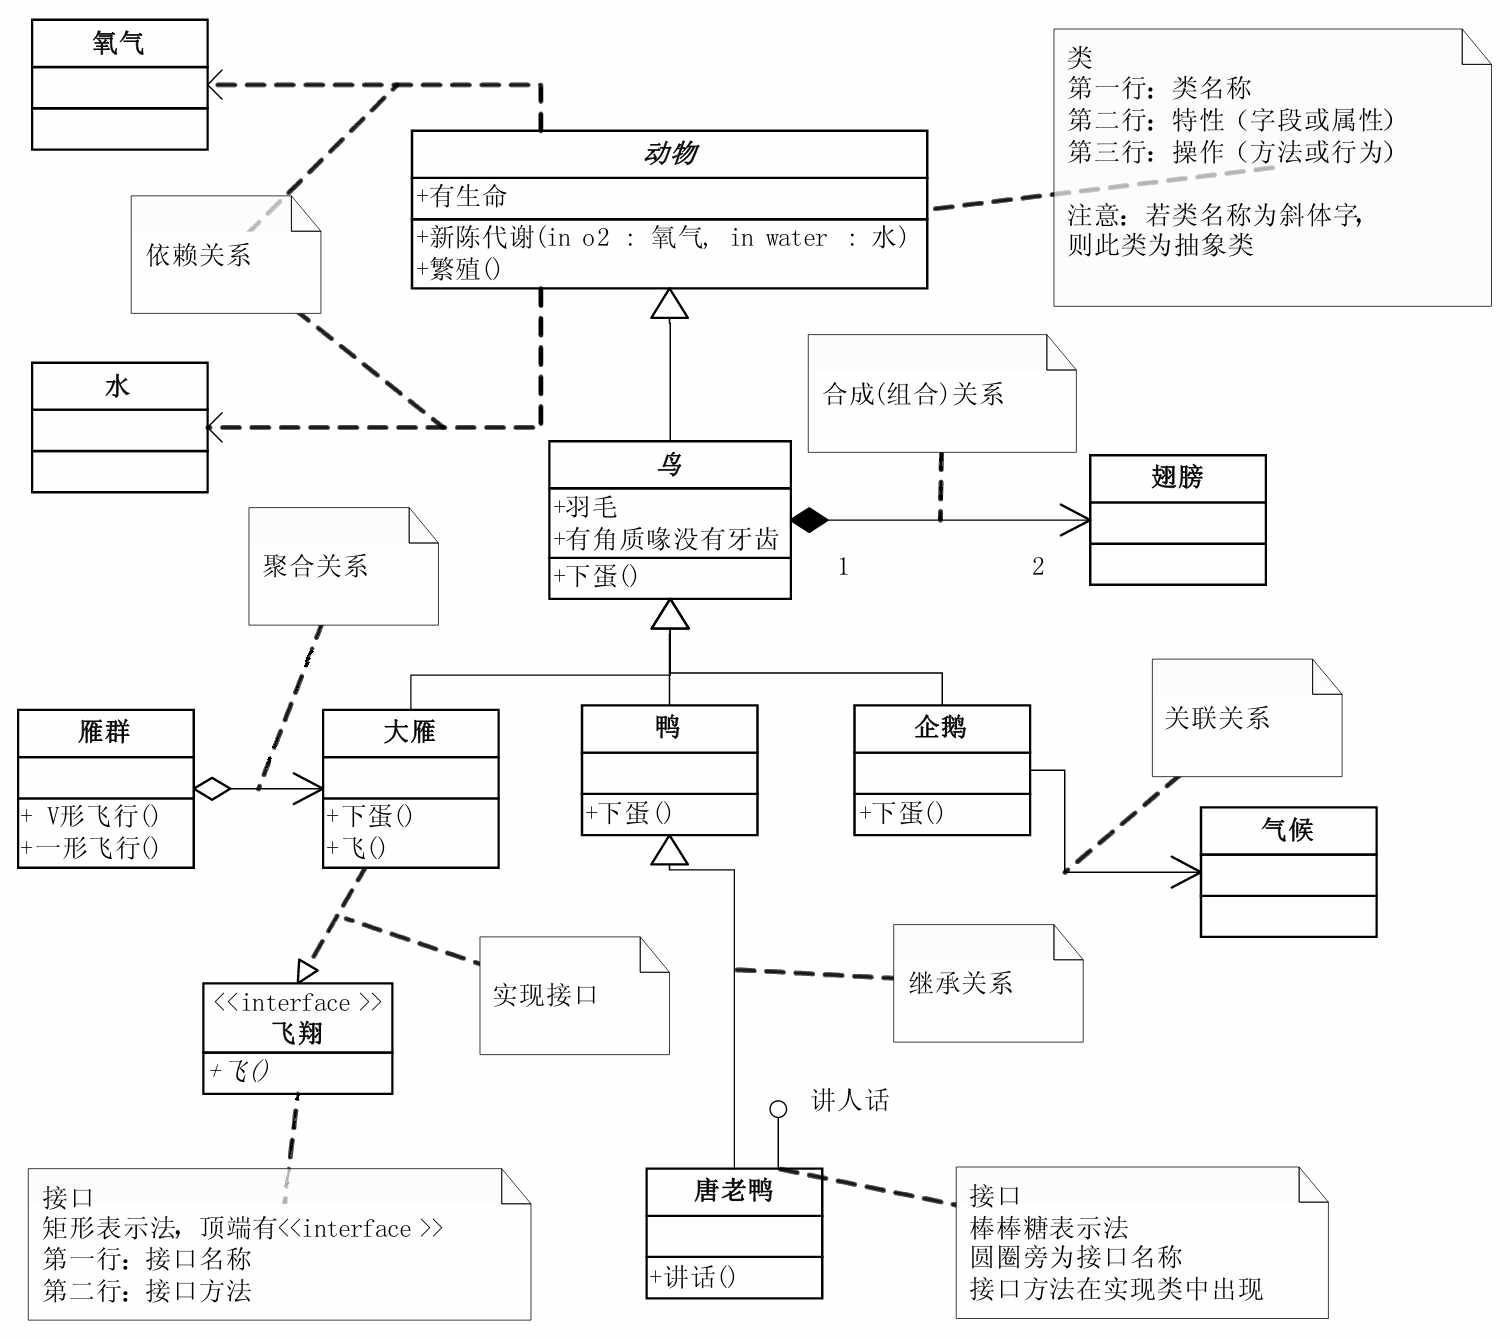 氧气
类
第一行：类名称
第二行：特性（字段或属性）
第三行：操作（方法或行为）
注意：若类名称为斜体字，
则此类为抽象类
动物
+有生命
+新陈代谢(in o2 : 氧气, in water : 水)
+繁殖()
依赖关系
水
合成(组合)关系
鸟
+羽毛
+有角质喙没有牙齿
+下蛋()
1
2
翅膀
聚合关系
雁群
+ V形飞行()
+一形飞行()
大雁
+下蛋()
+飞()
鸭
+下蛋()
企鹅
+下蛋()
关联关系
气候
实现接口
继承关系
<<interface >>
飞翔
+飞()
讲人话
接口
矩形表示法，顶端有<<interface >>
第一行：接口名称
第二行：接口方法
唐老鸭
+讲话()
接口
棒棒糖表示法
圆圈旁为接口名称
接口方法在实现类中出现